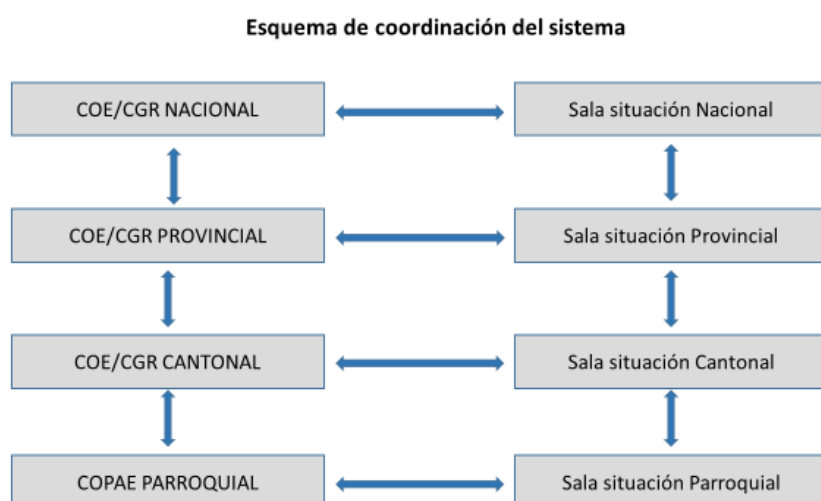 Esquema de coordinación del sistema
COE/CGR NACIONAL
Sala situación Nacional
COE/CGR PROVINCIAL
Sala situación Provincial
COE/CGR CANTONAL
Sala situación Cantonal
COPAE PARROQUIAL
Sala situación Parroquial